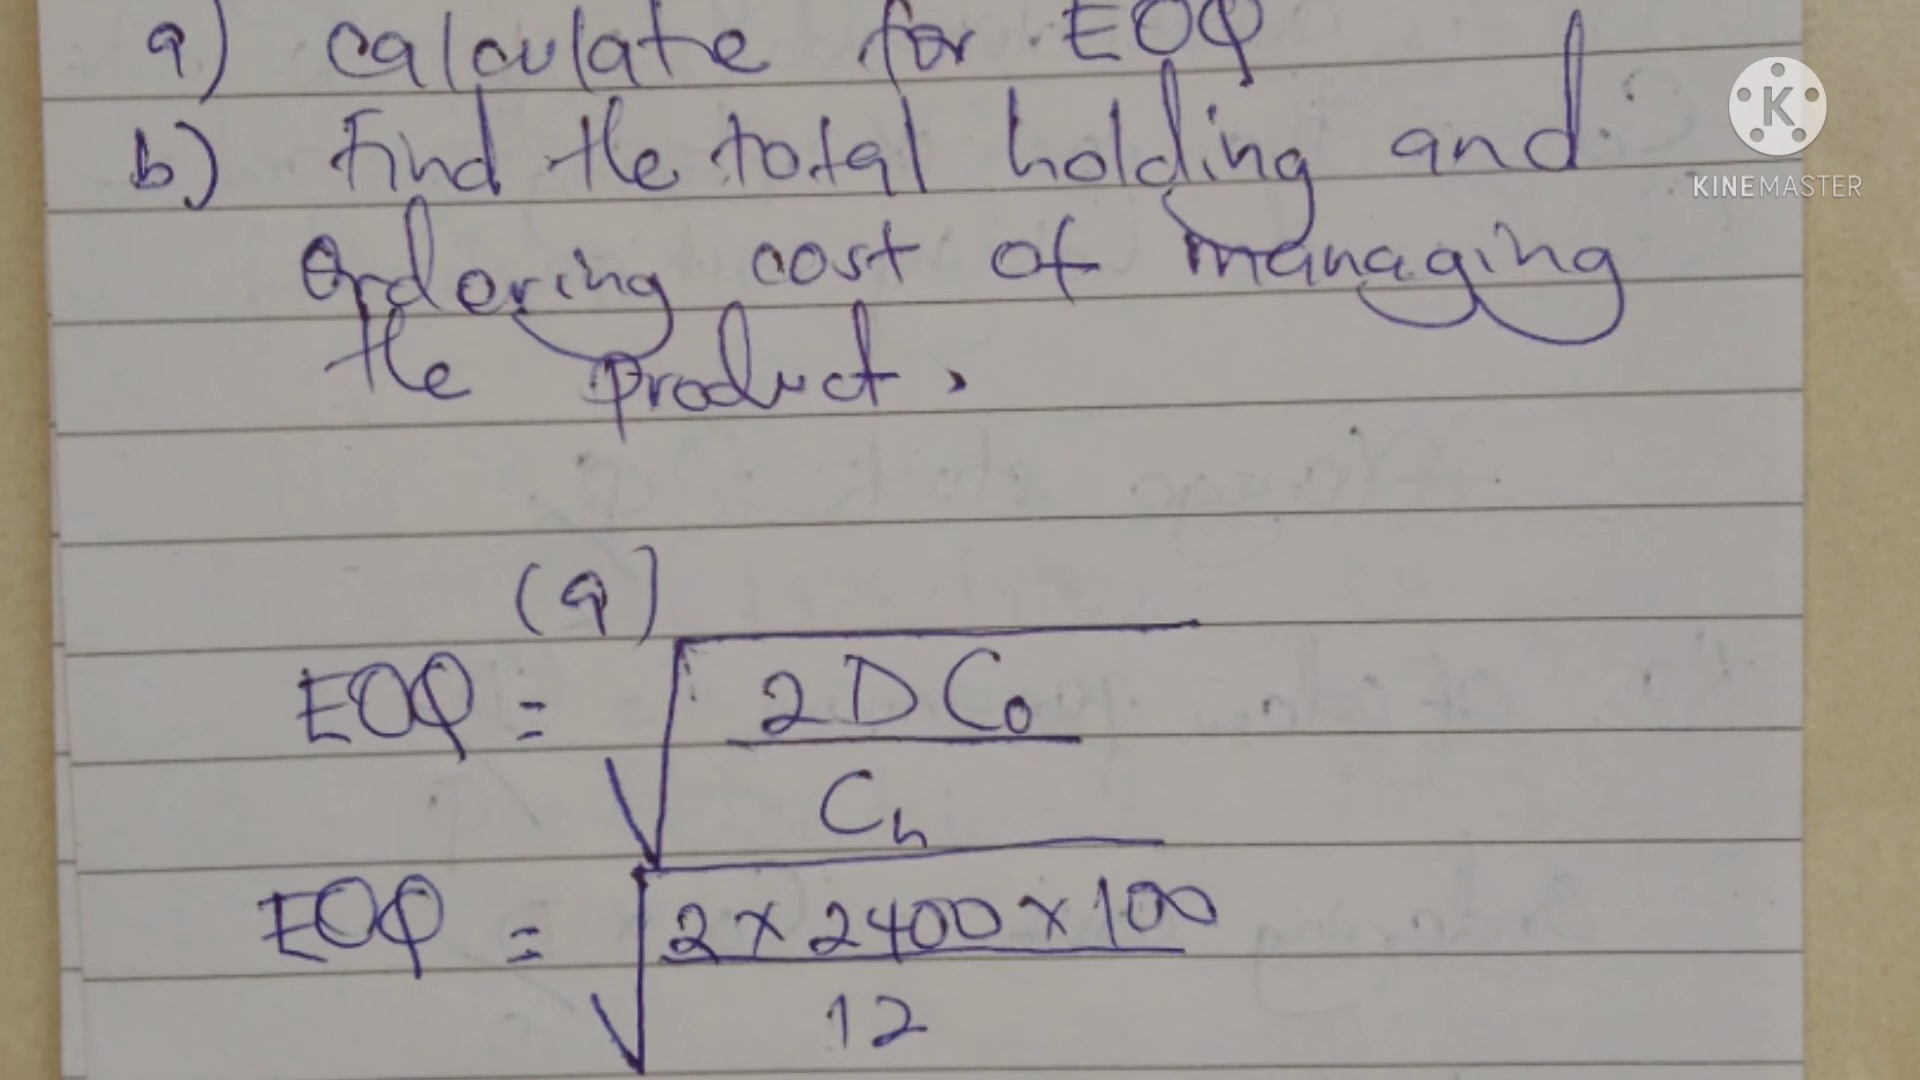 a) calculate for EOQ
b) Find the total holding and
ordering cost of managing
the product.
(a)
EOQ = √2DCo
Ch
EOQ = √2 x 2400 x 100
12
K
KINEMASTER